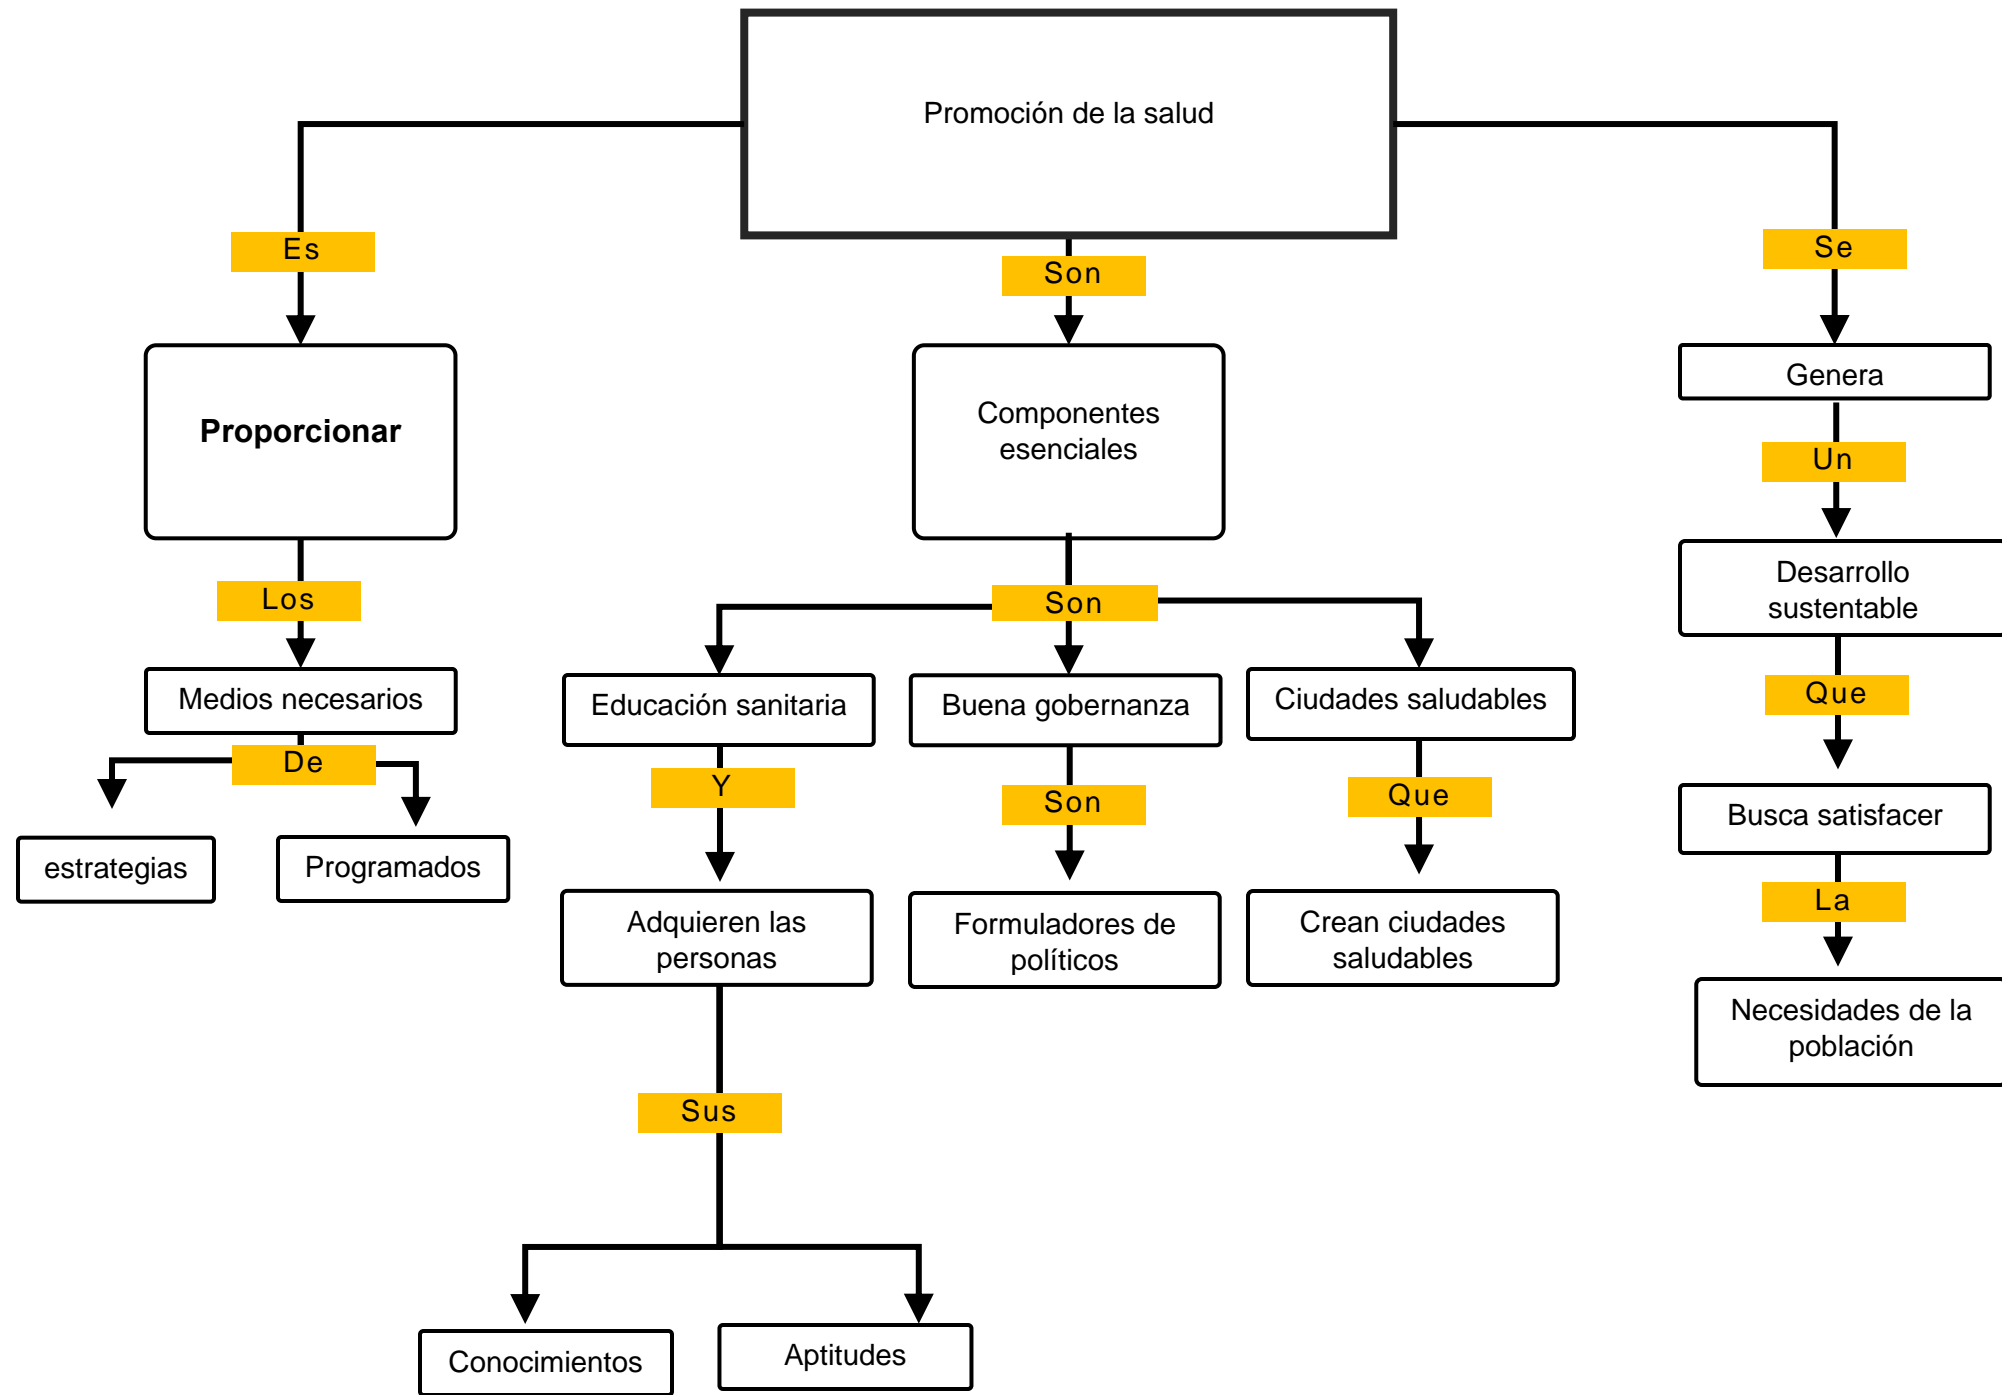 Promoción de la salud
Es
Son
Se
Proporcionar
Componentes
esenciales
Genera
Un
Los
Son
Desarrollo
sustentable
Medios necesarios
Educación sanitaria
Buena gobernanza
Ciudades saludables
Que
De
Y
Son
Que
Busca satisfacer
estrategias
Programados
La
Adquieren las
personas
Formuladores de
políticos
Crean ciudades
saludables
Necesidades de la
población
Sus
Conocimientos
Aptitudes